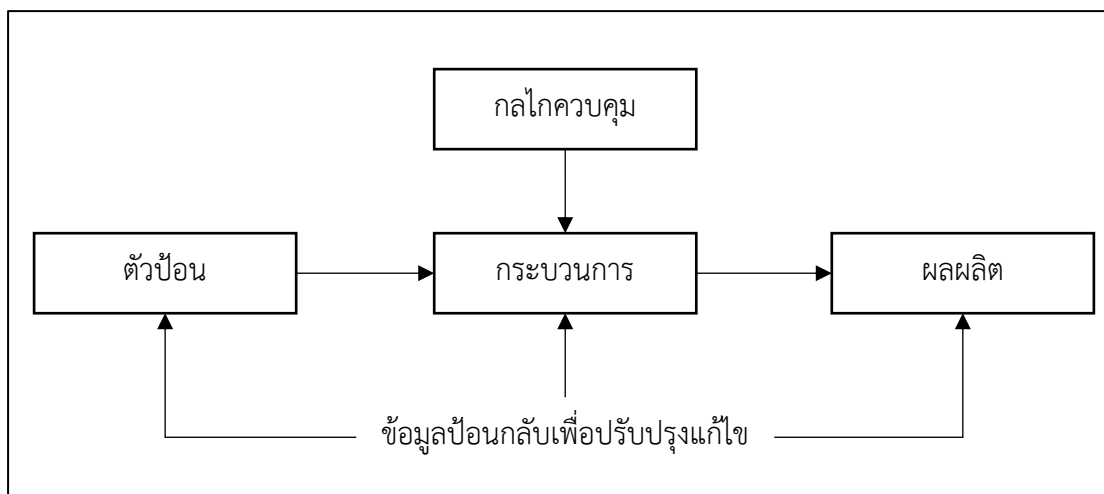 กลไกควบคุม
ตัวป้อน
กระบวนการ
ผลผลิต
ข้อมูลป้อนกลับเพื่อปรับปรุงแก้ไข